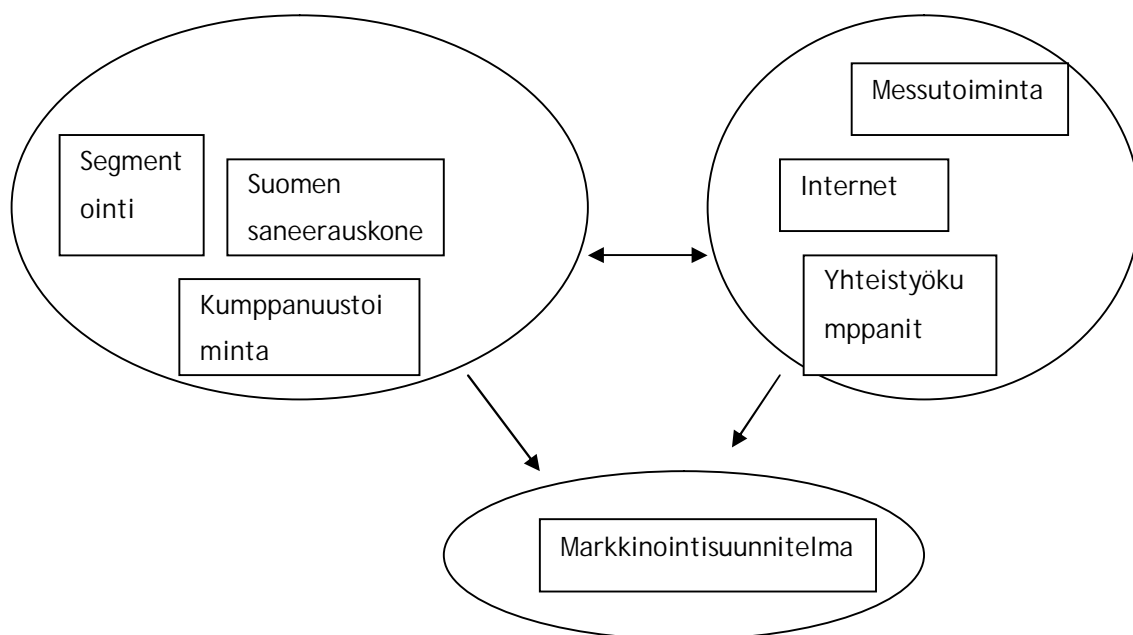 Segment
ointi
Suomen
saneerauskone
Kumppanuustoi
minta
Messutoiminta
Internet
Yhteistyöku
mppanit
Markkinointisuunnitelma